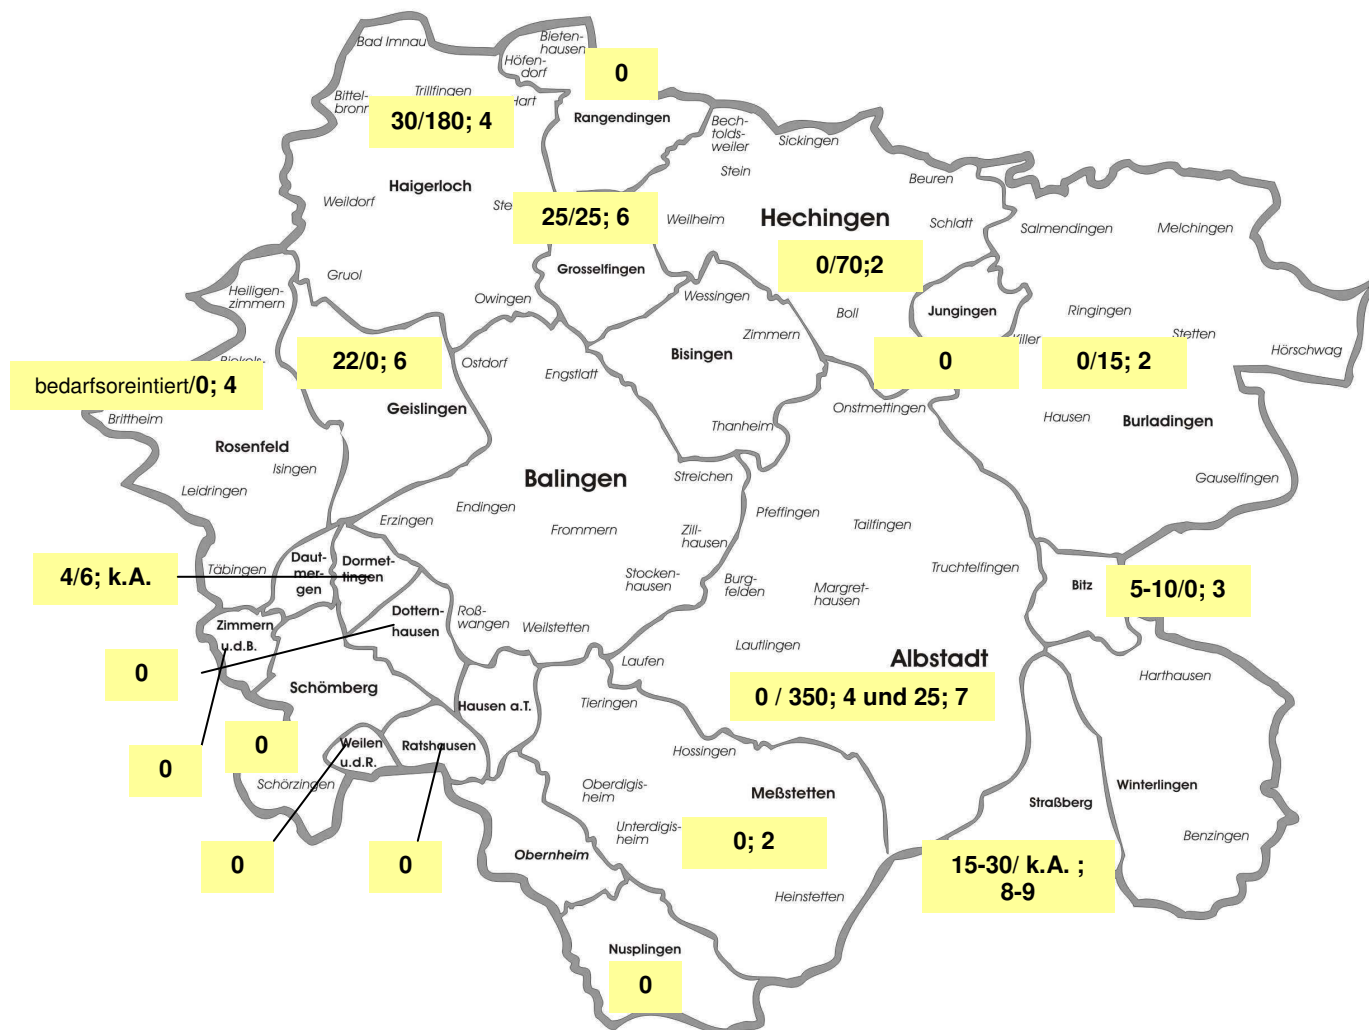 Bad Imnau
Bieten-
hausen
Höfen-
dorf
0
Trillfingen
Hart
Bittel-
bronn
30/180; 4
Rangendingen
Bech-
toldsweiler
Sickingen
Stein
Beuren
Haigerloch
Weildorf
25/25; 6
Weilheim
Hechingen
Schlatt
Salmendingen
Melchingen
0/70;2
Grosselfingen
Gruol
Heiligen-
zimmern
Owingen
Wessingen
Boll
Jungingen
Ringingen
Zimmern
Killer
Stetten
Hörschwag
Ostdorf
Engstlatt
Bisingen
22/0; 6
0
0/15; 2
bedarfsoreintiert/0; 4
Geislingen
Onstmettingen
Brittheim
Hausen
Burladingen
Thanheim
Rosenfeld
Isingen
Balingen
Streichen
Leidringen
Gauselfingen
Endingen
Erzingen
Frommern
Pfeffingen
Tailfingen
Zill-
hausen
Daut-
mer-
gen
Dormet-
tingen
Täbingen
4/6; k.A.
Stocken-
hausen
Burg-
felden
Margret-
hausen
Truchtelfingen
Bitz
5-10/0; 3
Dottern-
hausen
Roß-
wangen
Weilstetten
Zimmern
u.d.B.
Lautlingen
Laufen
Albstadt
0
Harthausen
Schömberg
0 / 350; 4 und 25; 7
Hausen a.T.
Tieringen
0
Weilen
u.d.R.
Ratshausen
Hossingen
0
Schörzingen
Oberdigis-
heim
Meßstetten
Straßberg
Winterlingen
Unterdigis-
heim
0; 2
Benzingen
0
0
Obernheim
15-30/ k.A. ;
8-9
Heinstetten
Nusplingen
0